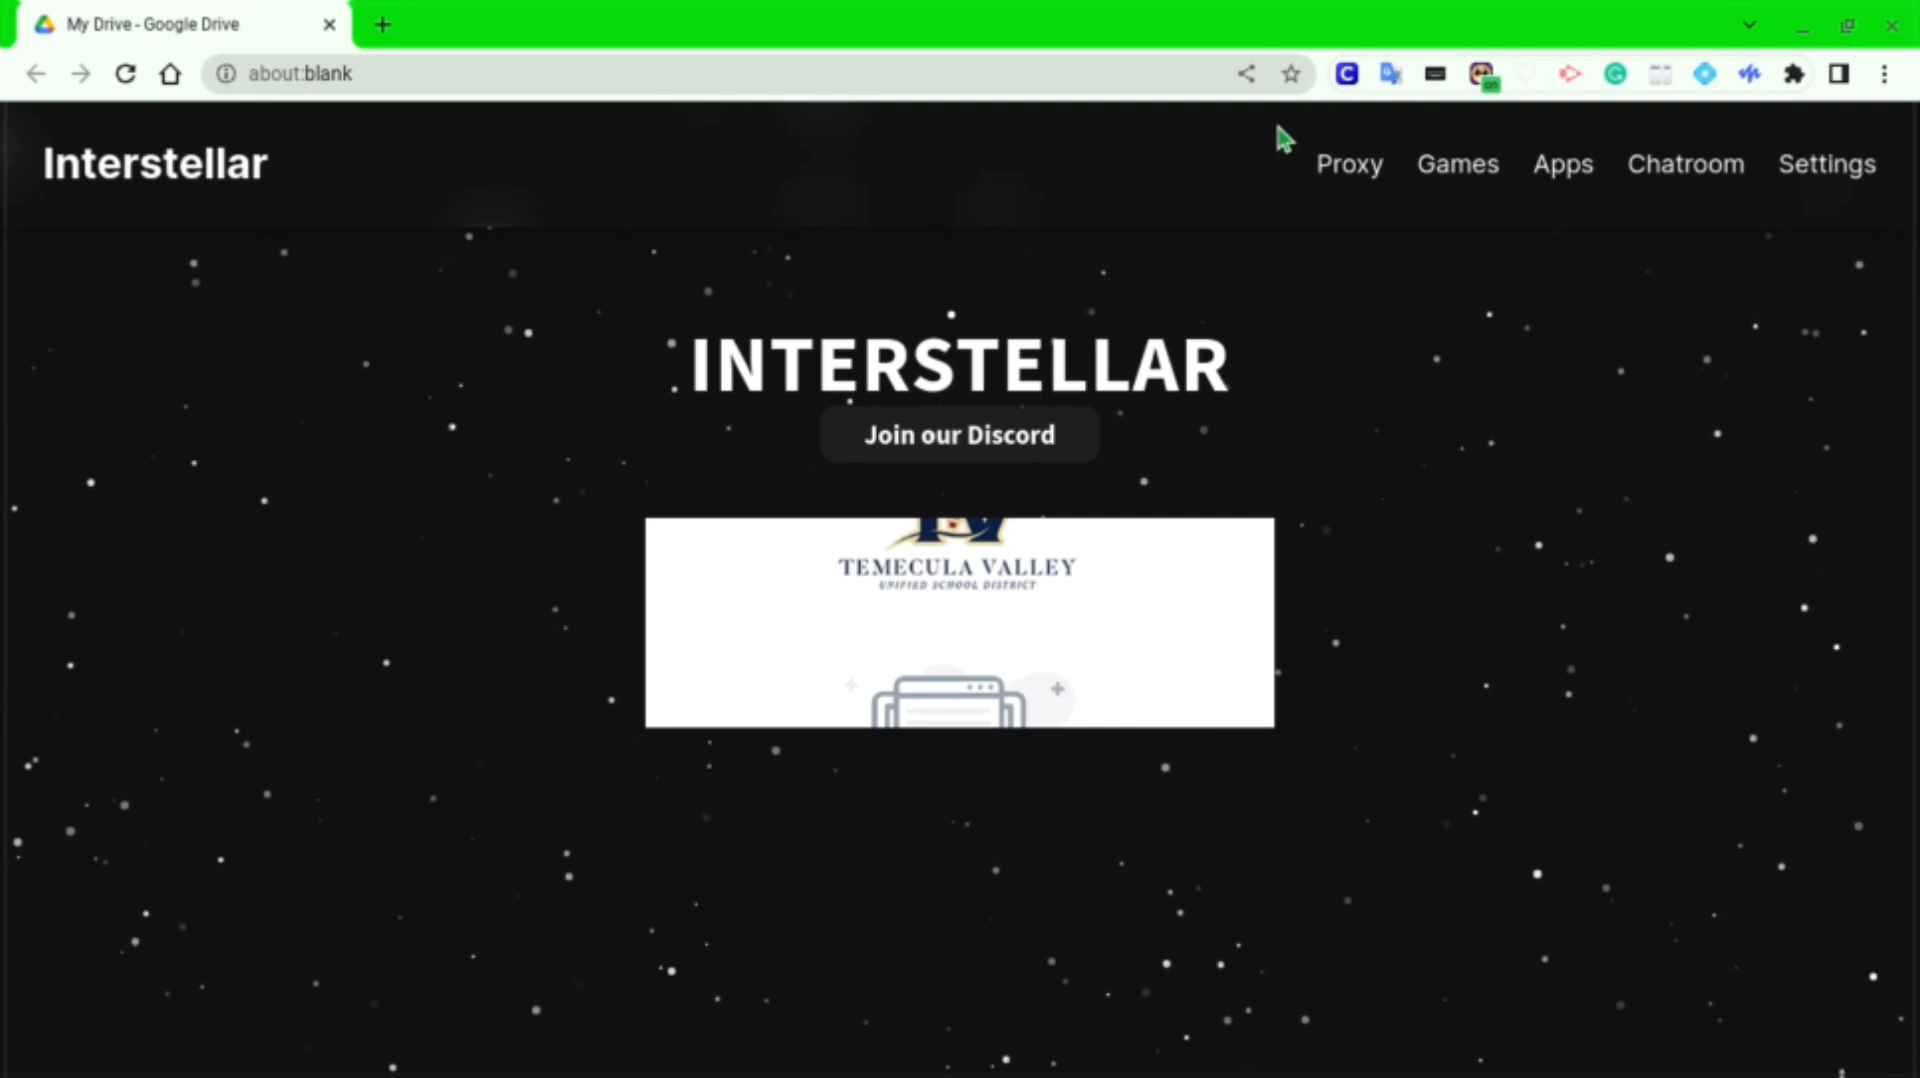 My Drive - Google Drive
about:blank
on
Interstellar
Proxy Games Apps Chatroom Settings
INTERSTELLAR
Join our Discord
TEMECULA VALLEY
UNIFIED SCHOOL DISTRICT